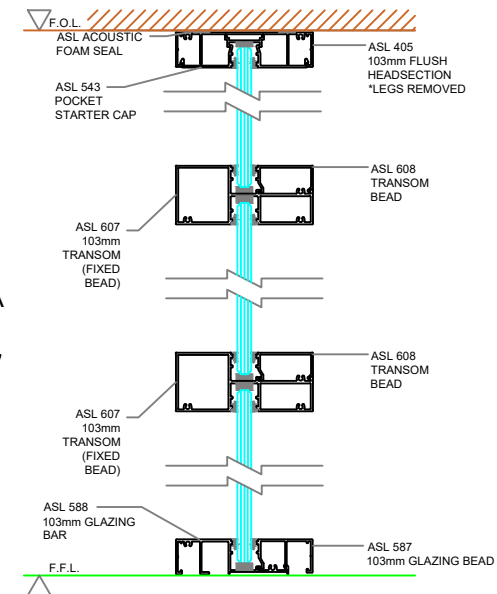 F.O.L.
ASL ACOUSTIC
FOAM SEAL
ASL 405
103mm FLUSH
HEADSECTION
*LEGS REMOVED
ASL 543
POCKET
STARTER CAP
ASL 608
TRANSOM
BEAD
ASL 607
103mm
TRANSOM
(FIXED
BEAD)
ASL 608
TRANSOM
BEAD
ASL 607
103mm
TRANSOM
(FIXED
BEAD)
ASL 588
103mm GLAZING
BAR
ASL 587
103mm GLAZING BEAD
F.F.L.